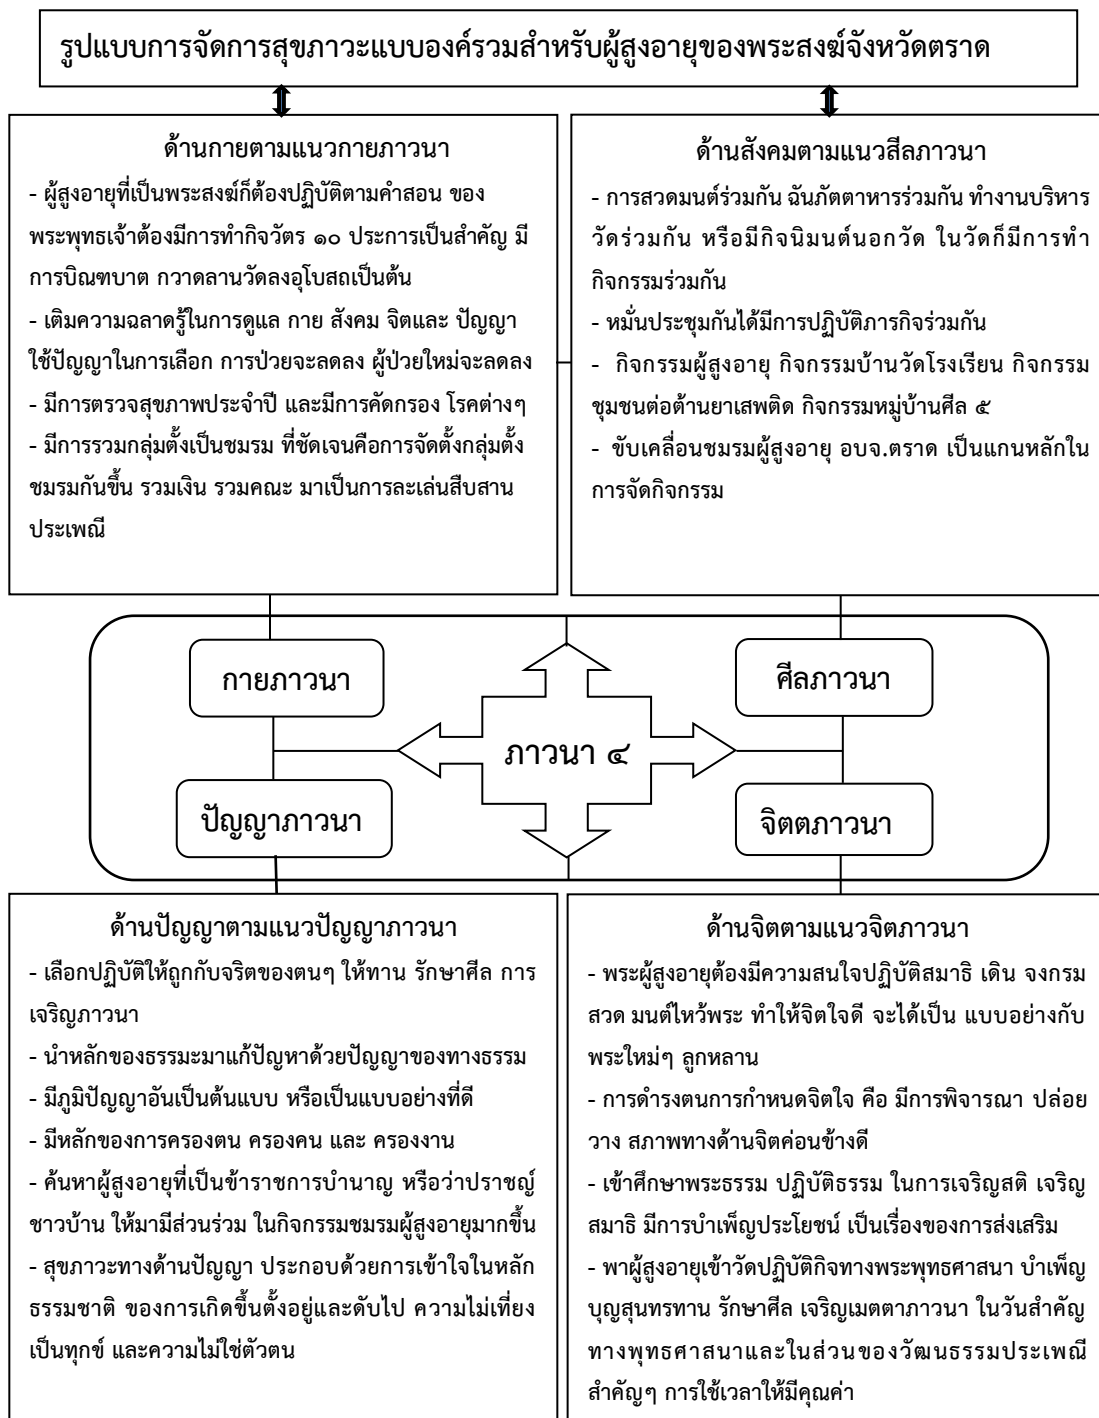 รูปแบบการจัดการสุขภาวะแบบองค์รวมสำหรับผู้สูงอายุของพระสงฆ์จังหวัดตราด
ด้านกายตามแนวกายภาวนา
- ผู้สูงอายุที่เป็นพระสงฆ์ก็ต้องปฏิบัติตามคำสอน ของ
พระพุทธเจ้าต้องมีการทำกิจวัตร ๑๐ ประการเป็นสำคัญ มี
การบิณฑบาต กวาดลานวัดลงอุโบสถเป็นต้น
- เติมความฉลาดรู้ในการดูแล กาย สังคม จิตและ ปัญญา
ใช้ปัญญาในการเลือก การป่วยจะลดลง ผู้ป่วยใหม่จะลดลง
- มีการตรวจสุขภาพประจำปี และมีการคัดกรอง โรคต่างๆ
- มีการรวมกลุ่มตั้งเป็นชมรม ที่ชัดเจนคือการจัดตั้งกลุ่มตั้ง
ชมรมกันขึ้น รวมเงิน รวมคณะ มาเป็นการละเล่นสืบสาน
ประเพณี
ด้านสังคมตามแนวสีลภาวนา
- การสวดมนต์ร่วมกัน ฉันภัตตาหารร่วมกัน ทำงานบริหาร
วัดร่วมกัน หรือมีกิจนิมนต์นอกวัด ในวัดก็มีการทำ
กิจกรรมร่วมกัน
- หมั่นประชุมกันได้มีการปฏิบัติภารกิจร่วมกัน
- กิจกรรมผู้สูงอายุ กิจกรรมบ้านวัดโรงเรียน กิจกรรม
ชุมชนต่อต้านยาเสพติด กิจกรรมหมู่บ้านศีล ๕
- ขับเคลื่อนชมรมผู้สูงอายุ อบจ.ตราด เป็นแกนหลักใน
การจัดกิจกรรม
กายภาวนา
ศีลภาวนา
ภาวนา ๔
ปัญญาภาวนา
จิตตภาวนา
ด้านปัญญาตามแนวปัญญาภาวนา
- เลือกปฏิบัติให้ถูกกับจริตของตนๆ ให้ทาน รักษาศีล การ
เจริญภาวนา
- นำหลักของธรรมะมาแก้ปัญหาด้วยปัญญาของทางธรรม
- มีภูมิปัญญาอันเป็นต้นแบบ หรือเป็นแบบอย่างที่ดี
- มีหลักของการครองตน ครองคน และ ครองงาน
- ค้นหาผู้สูงอายุที่เป็นข้าราชการบำนาญ หรือว่าปราชญ์
ชาวบ้าน ให้มามีส่วนร่วม ในกิจกรรมชมรมผู้สูงอายุมากขึ้น
- สุขภาวะทางด้านปัญญา ประกอบด้วยการเข้าใจในหลัก
ธรรมชาติ ของการเกิดขึ้นตั้งอยู่และดับไป ความไม่เที่ยง
เป็นทุกข์ และความไม่ใช่ตัวตน
ด้านจิตตามแนวจิตภาวนา
- พระผู้สูงอายุต้องมีความสนใจปฏิบัติสมาธิ เดิน จงกรม
สวด มนต์ไหว้พระ ทำให้จิตใจดี จะได้เป็น แบบอย่างกับ
พระใหม่ๆ ลูกหลาน
- การดำรงตนการกำหนดจิตใจ คือ มีการพิจารณา ปล่อย
วาง สภาพทางด้านจิตค่อนข้างดี
- เข้าศึกษาพระธรรม ปฏิบัติธรรม ในการเจริญสติ เจริญ
สมาธิ มีการบำเพ็ญประโยชน์ เป็นเรื่องของการส่งเสริม
- พาผู้สูงอายุเข้าวัดปฏิบัติกิจทางพระพุทธศาสนา บำเพ็ญ
บุญสุนทรทาน รักษาศีล เจริญเมตตาภาวนา ในวันสำคัญ
ทางพุทธศาสนาและในส่วนของวัฒนธรรมประเพณี
สำคัญๆ การใช้เวลาให้มีคุณค่า